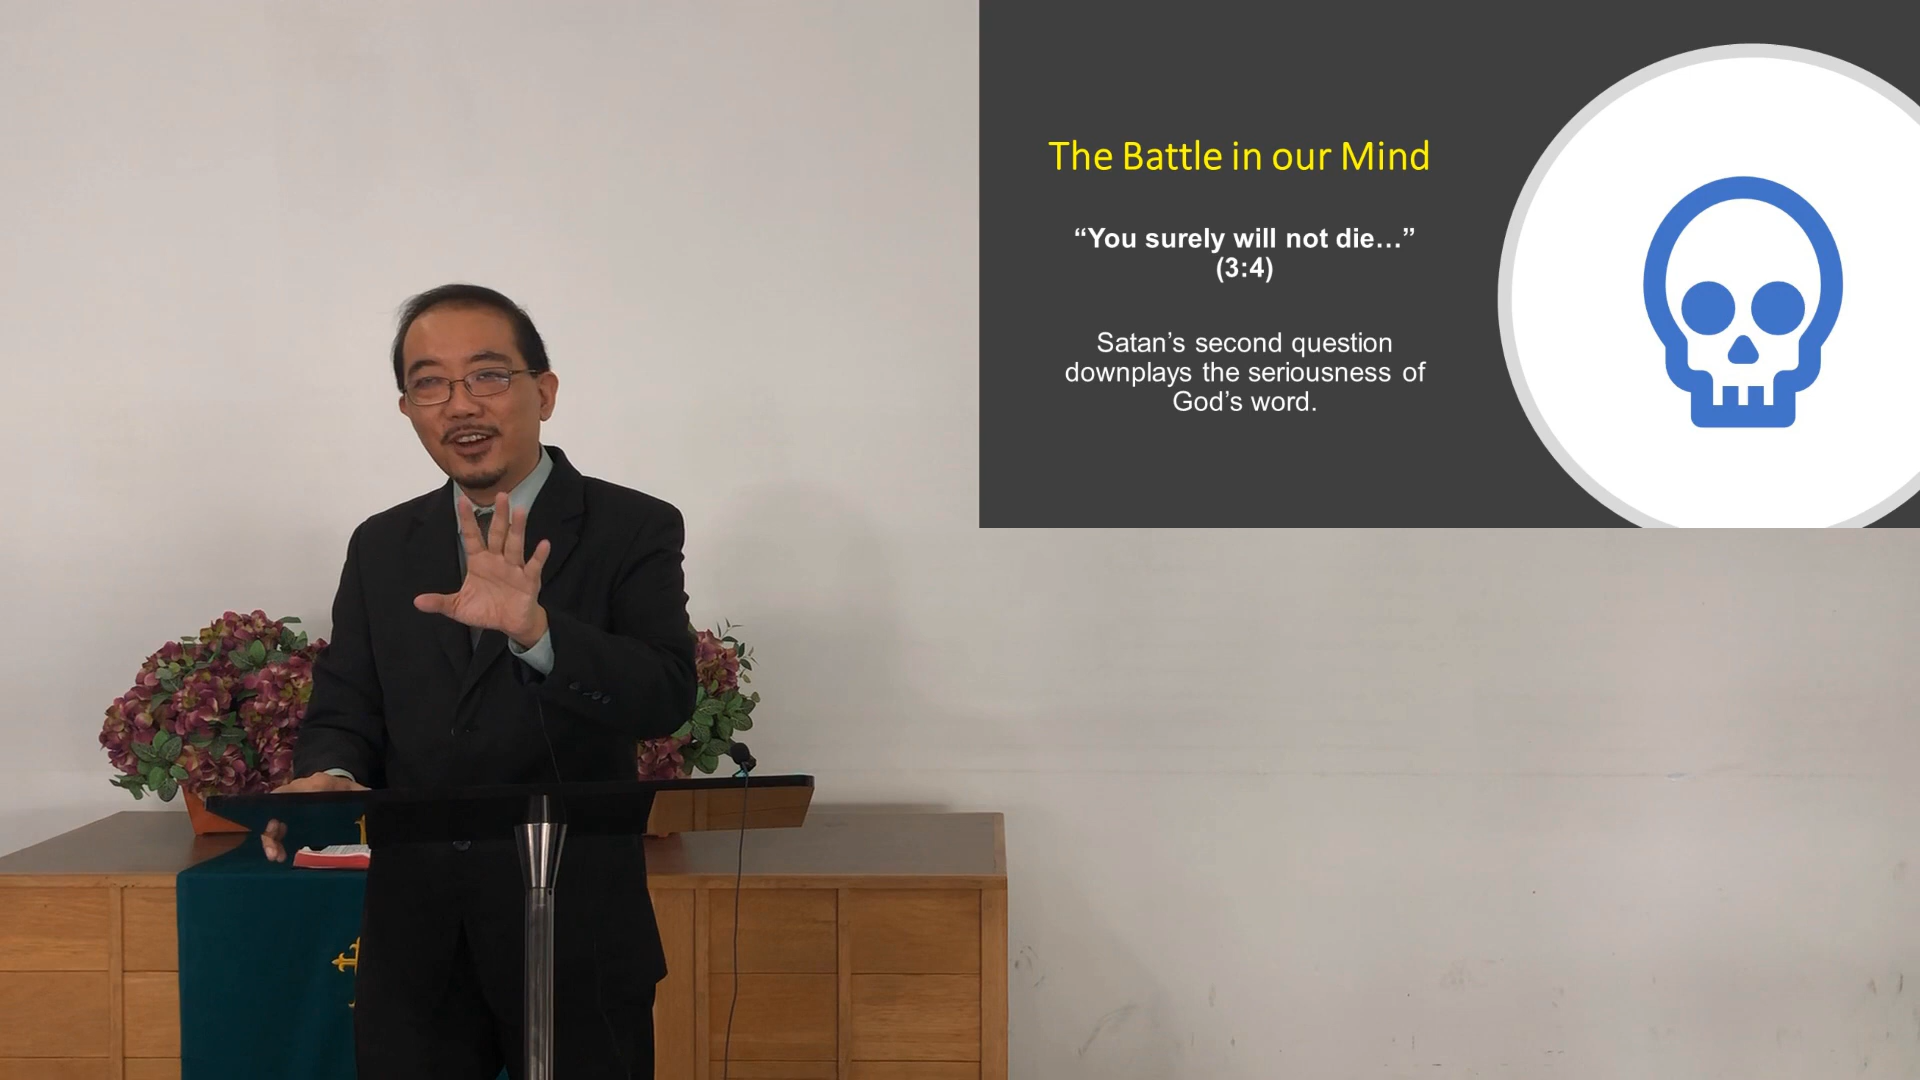 The Battle in our Mind
“You surely will not die…”
(3:4)
Satan’s second question
downplays the seriousness of
God’s word.